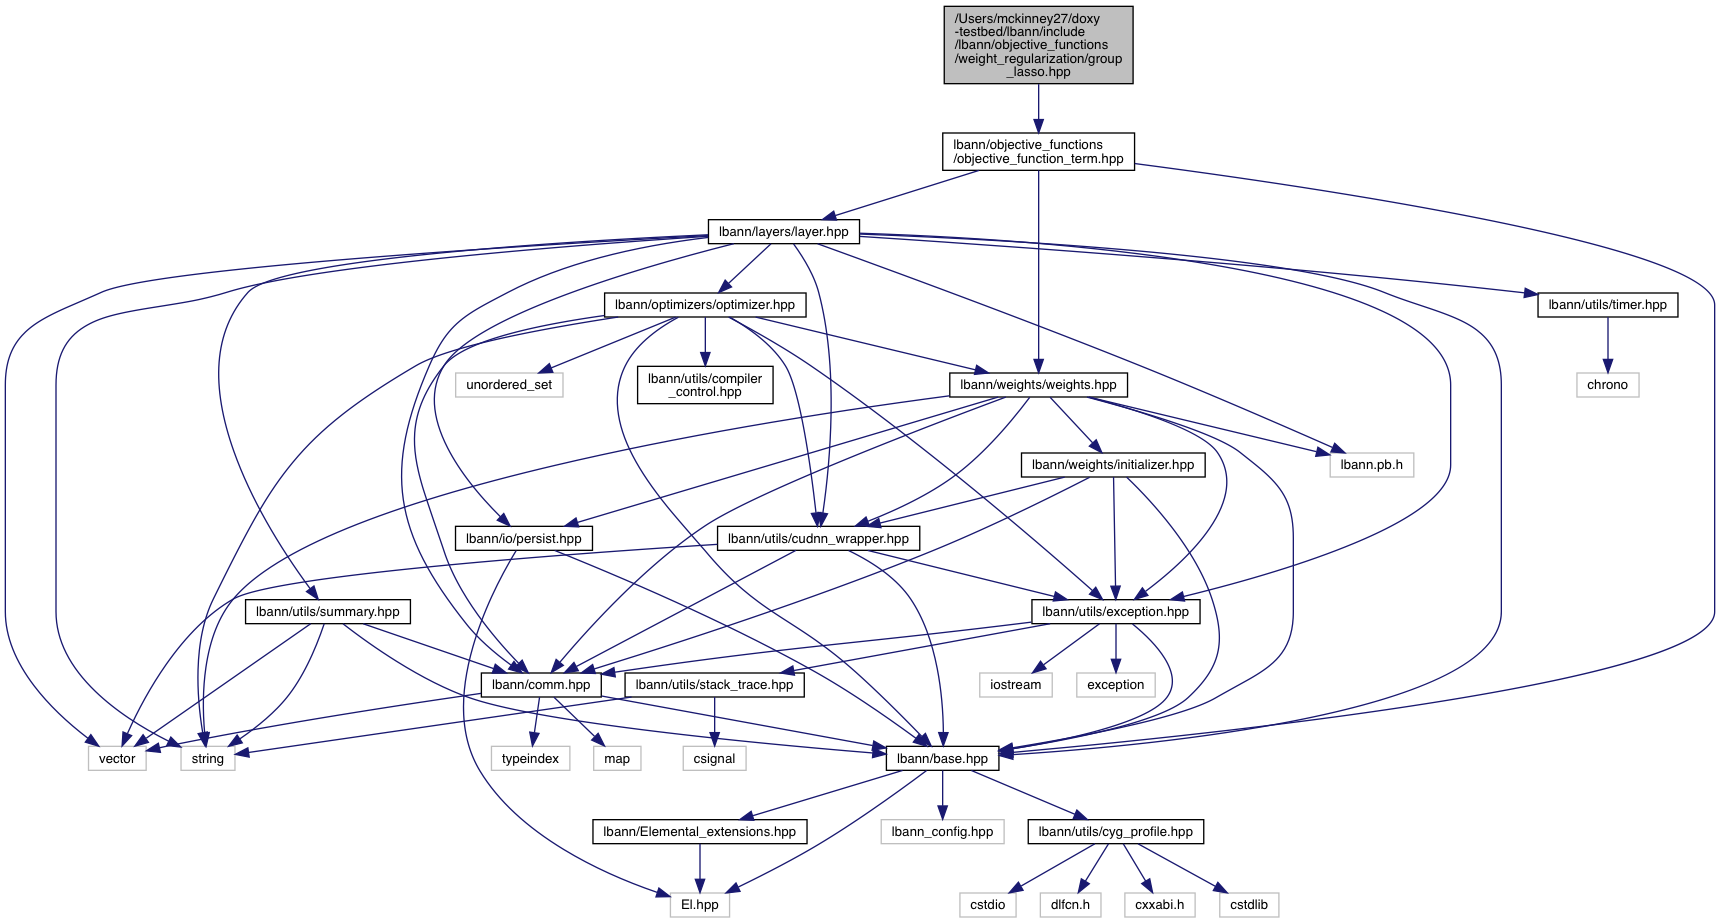 /Users/mckinney27/doxy
-testbed/lbann/include
/lbann/objective_functions
/weight_regularization/group
_lasso.hpp
lbann/objective_functions
/objective_function_term.hpp
lbann/layers/layer.hpp
lbann/optimizers/optimizer.hpp
lbann/utils/timer.hpp
unordered_set
lbann/utils/compiler
_control.hpp
lbann/weights/weights.hpp
chrono
lbann/weights/initializer.hpp
lbann.pb.h
lbann/io/persist.hpp
lbann/utils/cudnn_wrapper.hpp
lbann/utils/summary.hpp
lbann/utils/exception.hpp
lbann/comm.hpp
lbann/utils/stack_trace.hpp
iostream
exception
vector
string
typeindex
map
csignal
lbann/base.hpp
lbann/Elemental_extensions.hpp
lbann_config.hpp
lbann/utils/cyg_profile.hpp
El.hpp
cstdio
dlfcn.h
cxxabi.h
cstdlib